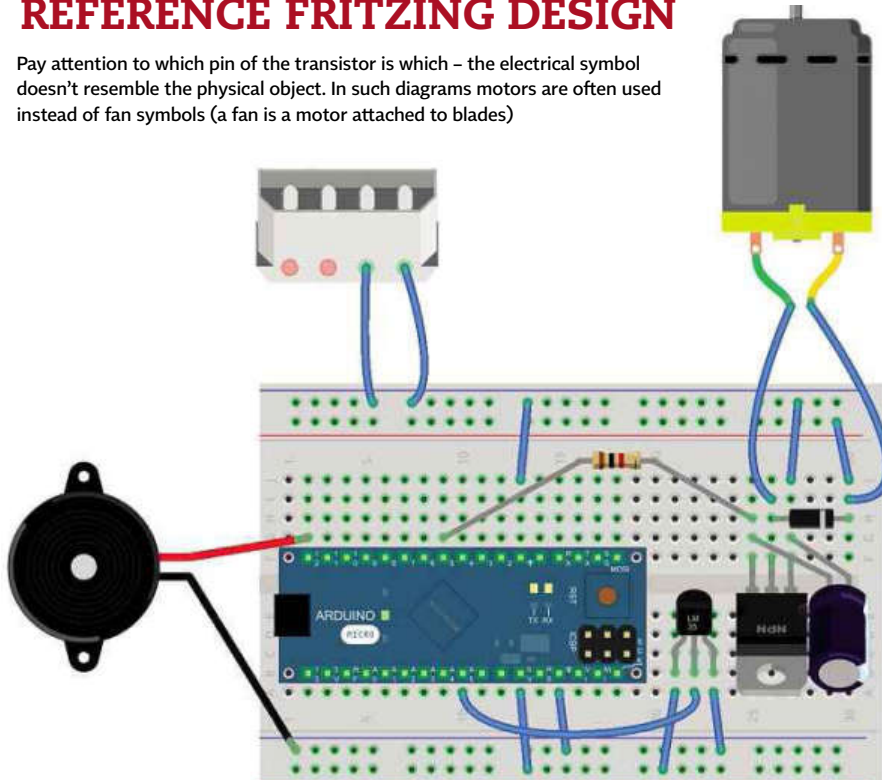 REFERENCE FRITZING DESIGN
Pay attention to which pin of the transistor is which – the electrical symbol
doesn't resemble the physical object. In such diagrams motors are often used
instead of fan symbols (a fan is a motor attached to blades)
ARDUINO
MICRO
TX RX
RST
ICSP
LM
35
NPN